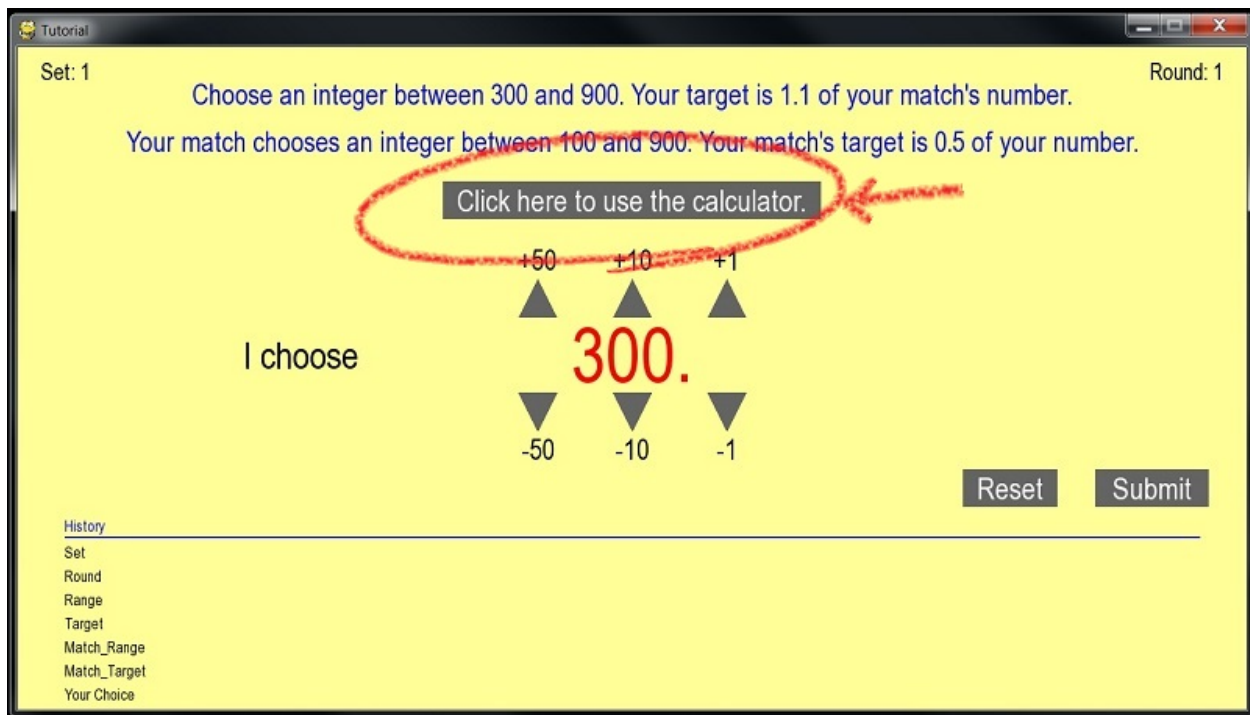 Tutorial
Set: 1
Round: 1
Choose an integer between 300 and 900. Your target is 1.1 of your match's number.
Your match chooses an integer between 100 and 900. Your match's target is 0.5 of your number.
Click here to use the calculator.
+50 +10 +1
I choose 300.
-50 -10 -1
Reset Submit
History
Set
Round
Range
Target
Match_Range
Match_Target
Your Choice